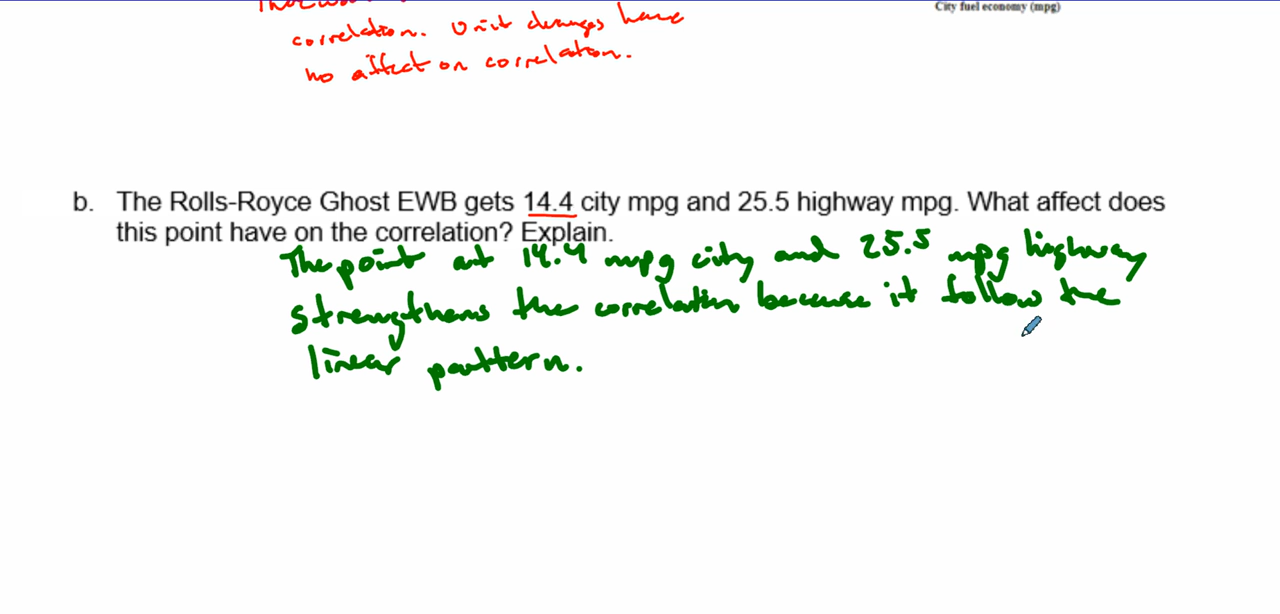 City fuel economy (mpg)
correlation. Unit changes have
no affect on correlation.
b. The Rolls-Royce Ghost EWB gets 14.4 city mpg and 25.5 highway mpg. What affect does
this point have on the correlation? Explain.
The point at 14.4 mpg city and 25.5 mpg highway
strengthens the correlation because it follow the
linear pattern.